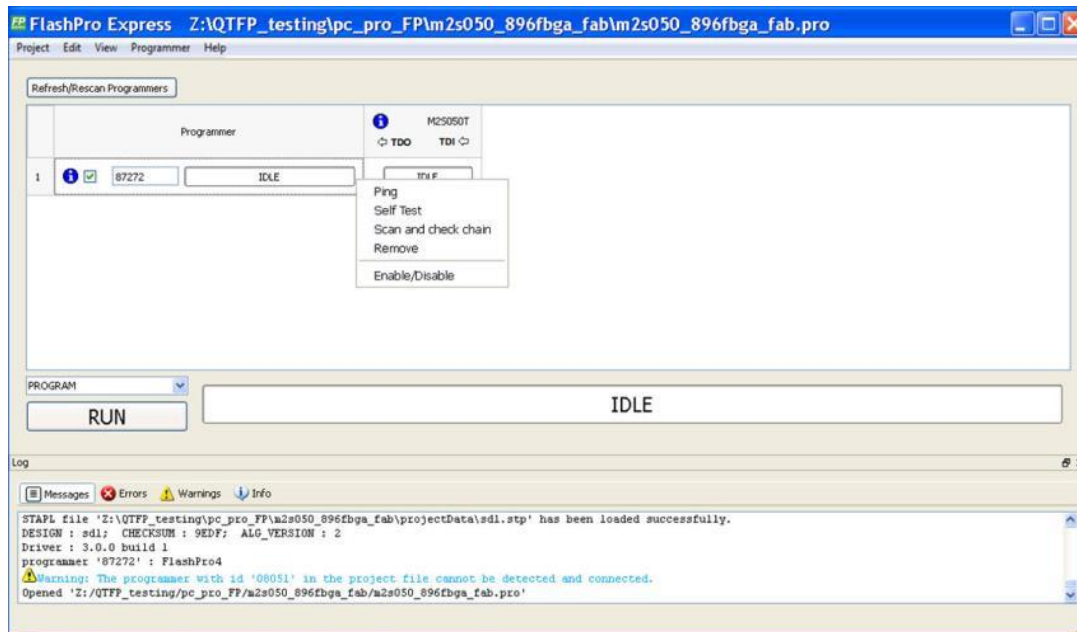 FP FlashPro Express Z:\QTFP_testing\pc_pro_FP\m2s050_896fbga_fab\m2s050_896fbga_fab.pro
Project Edit View Programmer Help
Refresh/Rescan Programmers
Programmer
M2S050T
TDO TDI
1 87272 IDLE IDLE
Ping
Self Test
Scan and check chain
Remove
Enable/Disable
PROGRAM
RUN
IDLE
Log
Messages Errors Warnings Info
STAPL file 'Z:\QTFP_testing\pc_pro_FP\m2s050_896fbga_fab\projectData\sdl.stp' has been loaded successfully.
DESIGN : sdl; CHECKSUM : 9EDF; ALG_VERSION : 2
Driver : 3.0.0 build 1
programmer '87272' : FlashPro4
Warning: The programmer with id '08051' in the project file cannot be detected and connected.
Opened 'Z:/QTFP_testing/pc_pro_FP/m2s050_896fbga_fab/m2s050_896fbga_fab.pro'